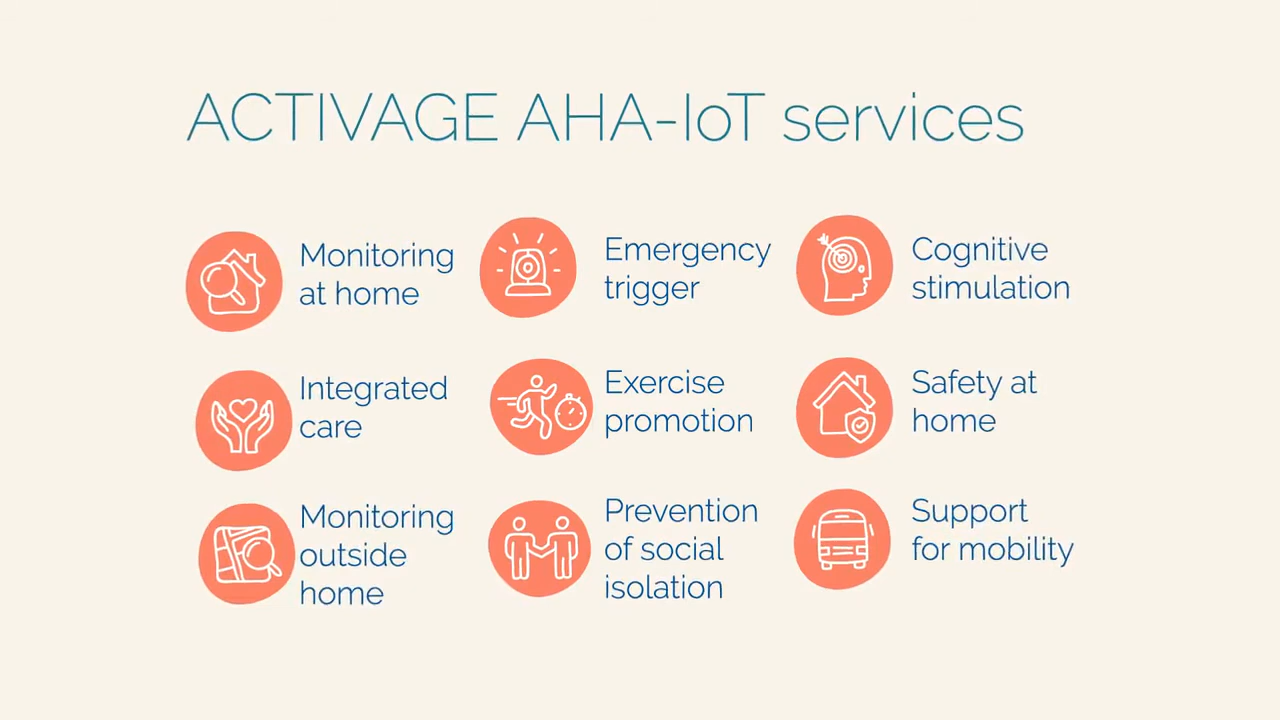 ACTIVAGE AHA-IoT services
Monitoring
at home
Emergency
trigger
Cognitive
stimulation
Integrated
care
Exercise
promotion
Safety at
home
Monitoring
outside
home
Prevention
of social
isolation
Support
for mobility